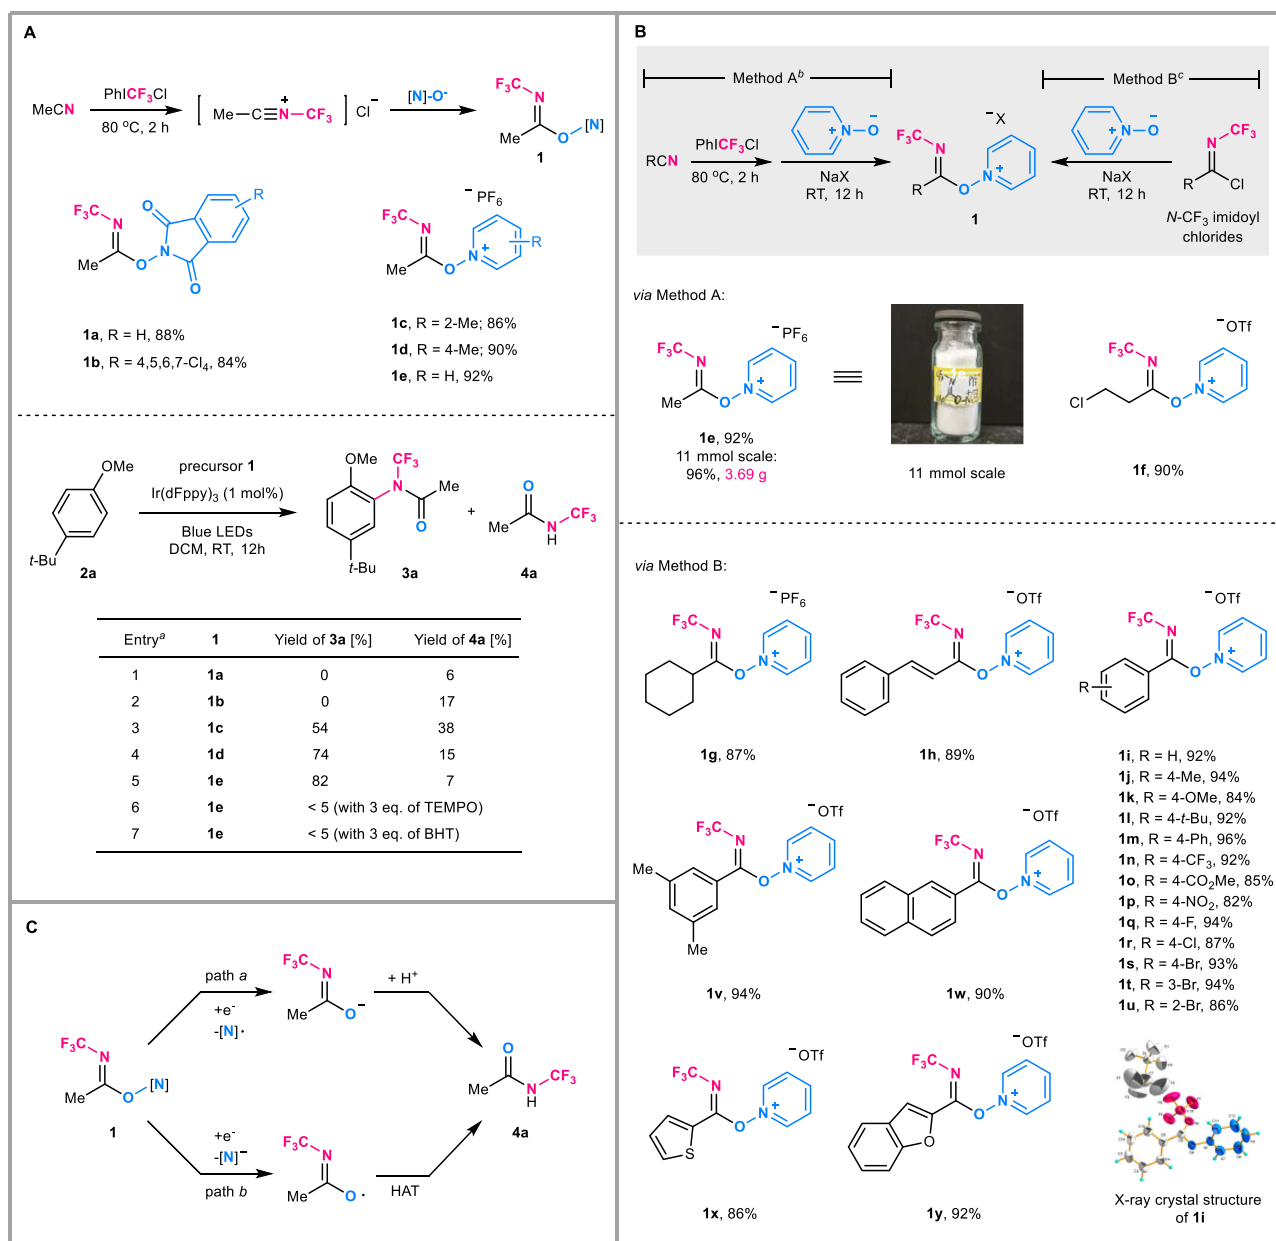 A
MeCN
PhICF3Cl
80 oC, 2 h
[ Me C≡N+ CF3 ] Cl−
[N]-O-
F3C N
Me O [N]
1
F3C N
Me O N
O
O
R
1a, R = H, 88%
1b, R = 4,5,6,7-Cl4, 84%
−PF6
F3C N
Me O N+
R
1c, R = 2-Me; 86%
1d, R = 4-Me; 90%
1e, R = H, 92%
OMe
t-Bu
2a
precursor 1
Ir(dFppy)3 (1 mol%)
Blue LEDs
DCM, RT, 12h
MeO CF3
N Me
O
t-Bu
3a
+
O
Me N CF3
H
4a
Entrya 1 Yield of 3a [%] Yield of 4a [%]
1 1a 0 6
2 1b 0 17
3 1c 54 38
4 1d 74 15
5 1e 82 7
6 1e < 5 (with 3 eq. of TEMPO)
7 1e < 5 (with 3 eq. of BHT)
C
F3C N
Me O [N]
1
path a
+e-
-[N]·
F3C N
Me O−
+ H+
+e-
-[N]−
path b
F3C N
Me O·
HAT
O
Me N CF3
H
4a
B
Method Ab
Method Bc
RCN
PhICF3Cl
80 oC, 2 h
N+ O−
NaX
RT, 12 h
−X
F3C N
R O N+
1
N+ O−
NaX
RT, 12 h
N CF3
R Cl
N-CF3 imidoyl
chlorides
via Method A:
−PF6
F3C N
Me O N+
1e, 92%
11 mmol scale:
96%, 3.69 g
11 mmol scale
−OTf
F3C N
Cl O N+
1f, 90%
via Method B:
−PF6
F3C N
O N+
1g, 87%
−OTf
F3C N
O N+
1h, 89%
−OTf
F3C N
R O N+
1i, R = H, 92%
1j, R = 4-Me, 94%
1k, R = 4-OMe, 84%
1l, R = 4-t-Bu, 92%
1m, R = 4-Ph, 96%
1n, R = 4-CF3, 92%
1o, R = 4-CO2Me, 85%
1p, R = 4-NO2, 82%
1q, R = 4-F, 94%
1r, R = 4-Cl, 87%
1s, R = 4-Br, 93%
1t, R = 3-Br, 94%
1u, R = 2-Br, 86%
−OTf
F3C N
Me O N+
Me
1v, 94%
−OTf
F3C N
O N+
1w, 90%
−OTf
F3C N
S O N+
1x, 86%
−OTf
F3C N
O O N+
1y, 92%
X-ray crystal structure
of 1i